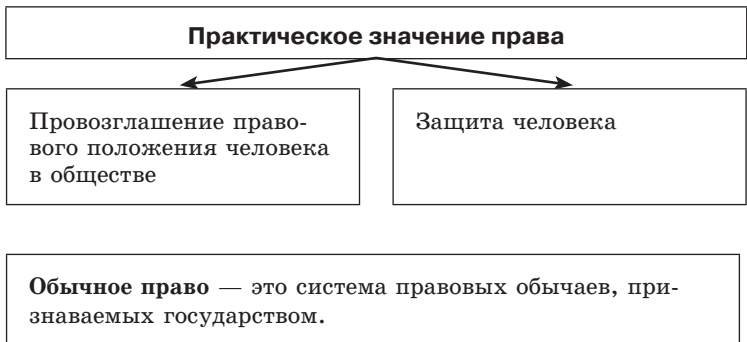 Практическое значение права
Провозглашение право-
вого положения человека
в обществе
Защита человека
Обычное право — это система правовых обычаев, при-
знаваемых государством.